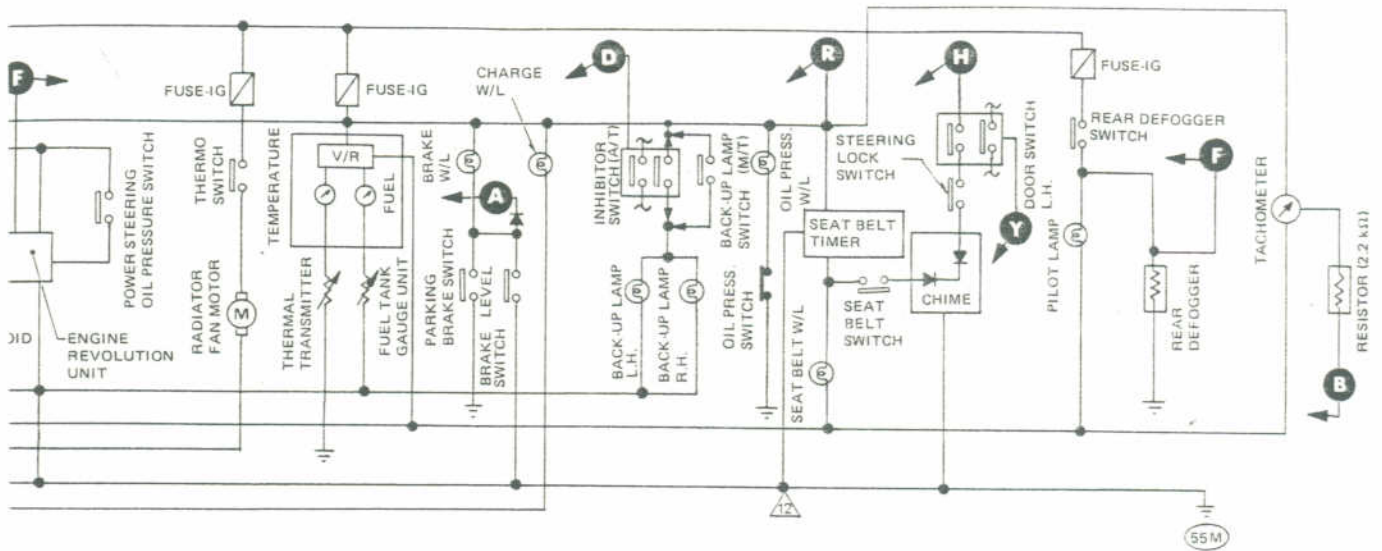 F
FUSE-IG
FUSE-IG
CHARGE
W/L
D
R
H
FUSE-IG
REAR DEFOGGER
SWITCH
F
POWER STEERING
OIL PRESSURE SWITCH
THERMO
SWITCH
TEMPERATURE
V/R
FUEL
BRAKE
W/L
A
INHIBITOR
SWITCH (A/T)
BACK-UP LAMP
SWITCH (M/T)
OIL PRESS.
W/L
STEERING
LOCK
SWITCH
DOOR SWITCH
L.H.
Y
SEAT BELT
TIMER
CHIME
SEAT
BELT
SWITCH
PILOT LAMP
TACHOMETER
RESISTOR (2.2 kΩ)
OID
ENGINE
REVOLUTION
UNIT
RADIATOR
FAN MOTOR
M
THERMAL
TRANSMITTER
FUEL TANK
GAUGE UNIT
PARKING
BRAKE SWITCH
BRAKE LEVEL
SWITCH
BACK-UP LAMP
L.H.
BACK-UP LAMP
R.H.
OIL PRESS.
SWITCH
SEAT BELT W/L
REAR
DEFOGGER
B
12
55M